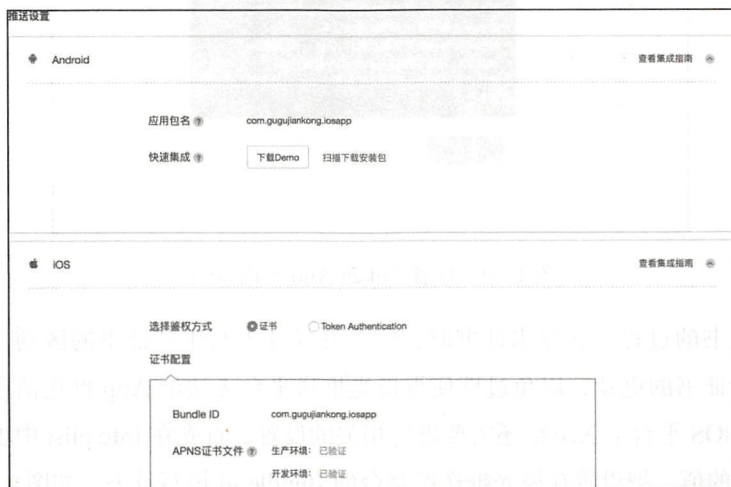 推送设置
Android 查看集成指南
应用包名 ? com.gugujiankong.iosapp
快速集成 ? 下载Demo 扫描下载安装包
iOS 查看集成指南
选择鉴权方式 证书 Token Authentication
证书配置
Bundle ID com.gugujiankong.iosapp
APNS证书文件 ? 生产环境: 已验证
开发环境: 已验证